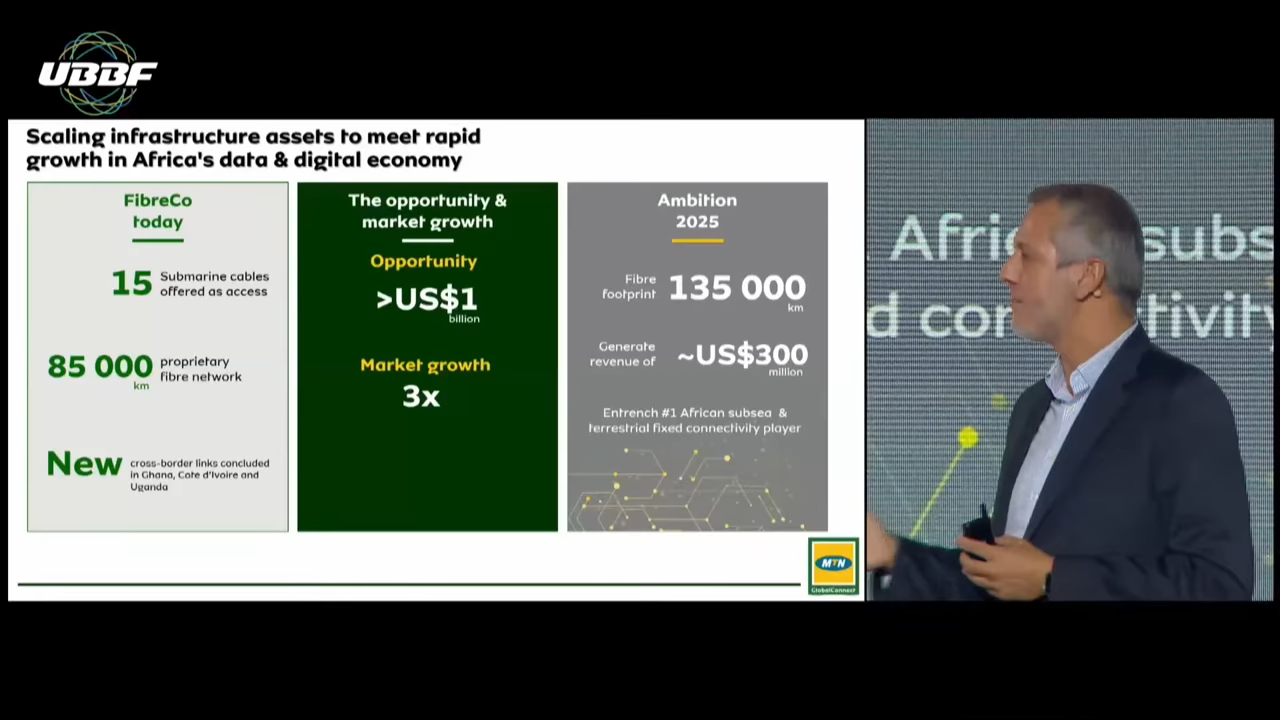 UBBF
Scaling infrastructure assets to meet rapid
growth in Africa's data & digital economy
FibreCo
today
15 Submarine cables
offered as access
85 000 proprietary
km fibre network
New cross-border links concluded
in Ghana, Cote d'Ivoire and
Uganda
The opportunity &
market growth
Opportunity
>US$1
billion
Market growth
3x
Ambition
2025
Fibre
footprint 135 000
km
Generate
revenue of ~US$300
million
Entrench #1 African subsea &
terrestrial fixed connectivity player
MTN
GlobalConnect
subs